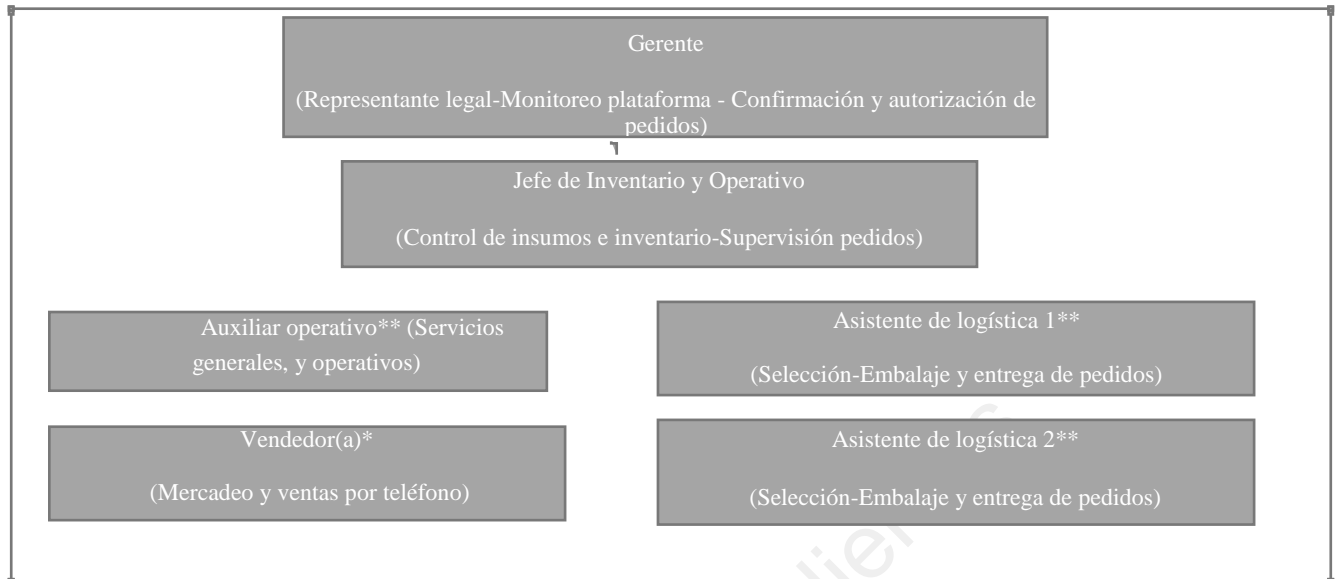 Gerente
(Representante legal-Monitoreo plataforma - Confirmación y autorización de
pedidos)
Jefe de Inventario y Operativo
(Control de insumos e inventario-Supervisión pedidos)
Auxiliar operativo** (Servicios
generales, y operativos)
Asistente de logística 1**
(Selección-Embalaje y entrega de pedidos)
Vendedor(a)*
(Mercadeo y ventas por teléfono)
Asistente de logística 2**
(Selección-Embalaje y entrega de pedidos)